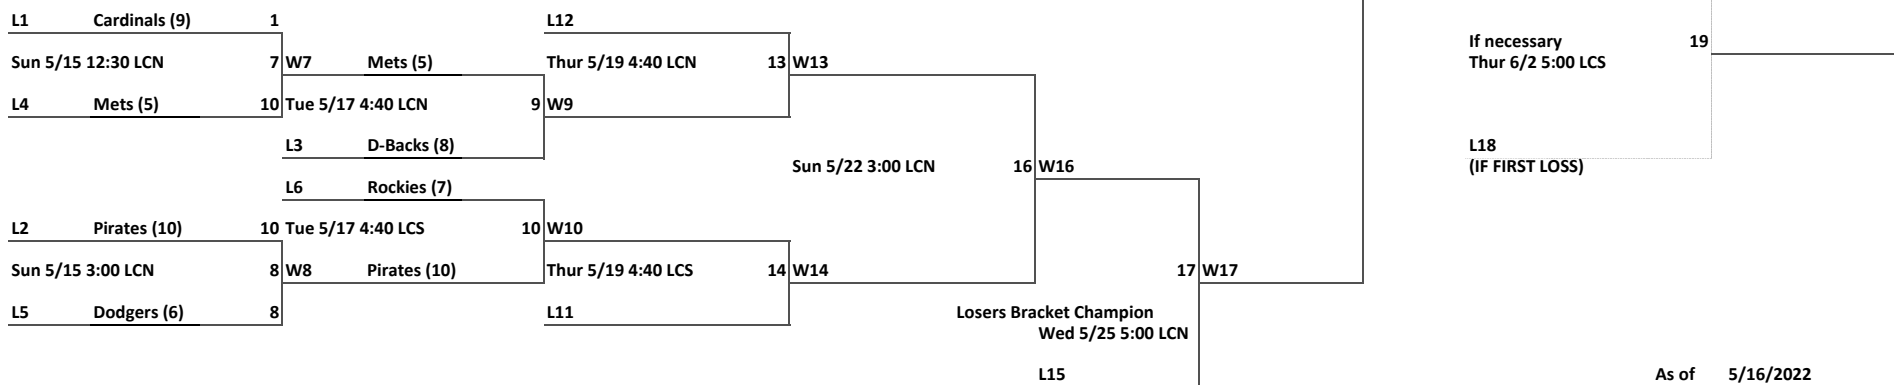 L1 Cardinals (9) 1 L12
If necessary 19
Sun 5/15 12:30 LCN 7 W7 Mets (5) Thur 5/19 4:40 LCN 13 W13 Thur 6/2 5:00 LCS
L4 Mets (5) 10 Tue 5/17 4:40 LCN 9 W9
L3 D-Backs (8) L18
Sun 5/22 3:00 LCN 16 W16 (IF FIRST LOSS)
L6 Rockies (7)
L2 Pirates (10) 10 Tue 5/17 4:40 LCS 10 W10
Sun 5/15 3:00 LCN 8 W8 Pirates (10) Thur 5/19 4:40 LCS 14 W14 17 W17
L5 Dodgers (6) 8 L11 Losers Bracket Champion
Wed 5/25 5:00 LCN
L15 As of 5/16/2022